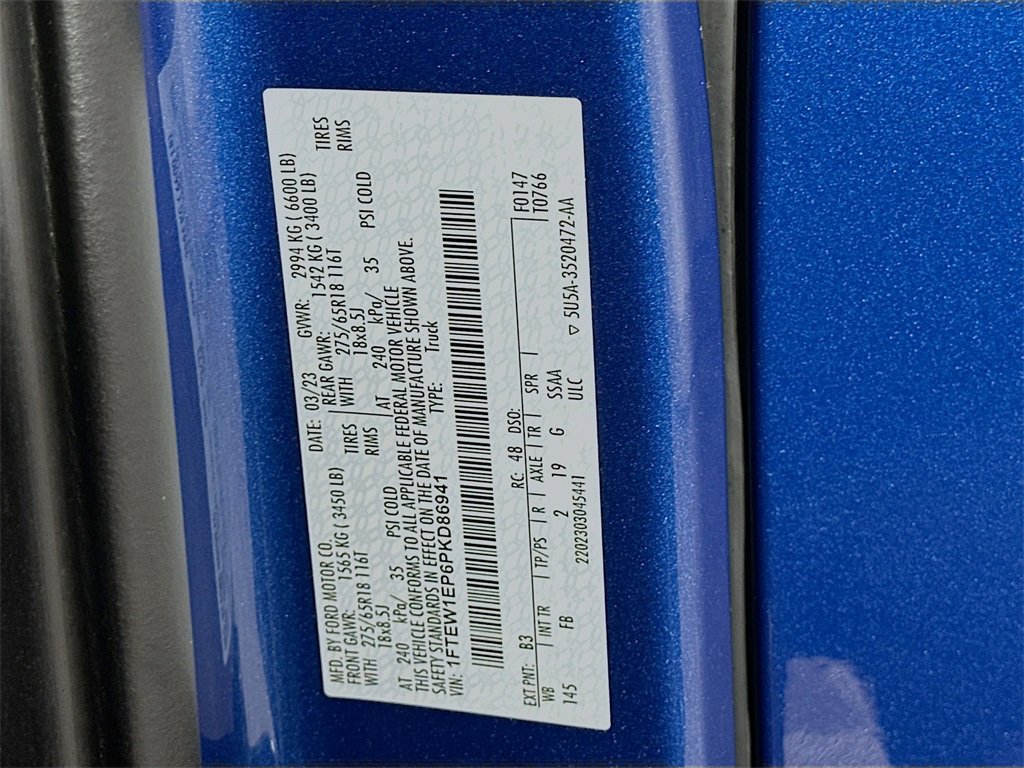 MFD. BY FORD MOTOR CO.
DATE: 03/23 GVWR: 2994 KG ( 6600 LB)
FRONT GAWR: 1565 KG ( 3450 LB) REAR GAWR: 1542 KG ( 3400 LB)
WITH 275/65R18 116T TIRES WITH 275/65R18 116T TIRES
18x8.5J RIMS 18x8.5J RIMS
AT 240 kPa/ 35 PSI COLD AT 240 kPa/ 35 PSI COLD
THIS VEHICLE CONFORMS TO ALL APPLICABLE FEDERAL MOTOR VEHICLE
SAFETY STANDARDS IN EFFECT ON THE DATE OF MANUFACTURE SHOWN ABOVE.
VIN: 1FTEW1EP6PKD86941 TYPE: Truck
EXT PNT: B3 RC: 48 DSO: F0147
WB INT TR TP/PS R AXLE TR SPR T0766
145 FB 2 19 G SSAA
2202303045441 ULC ▽ 5U5A-3520472-AA